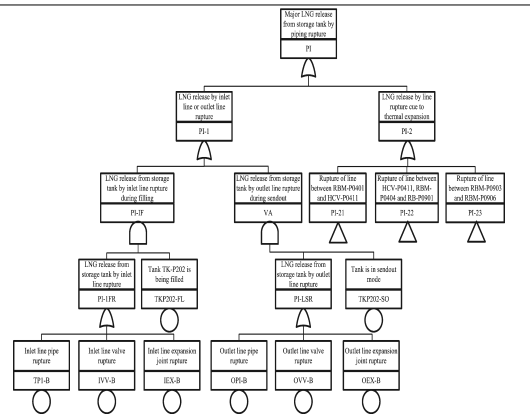 Major LNG release
from storage tank by
piping rupture
PI
LNG release by inlet
line or outlet line
rupture
PI-1
LNG release by line
rupture cue to
thermal expansion
PI-2
LNG release from storage
tank by inlet line rupture
during filling
PI-IF
LNG release from storage
tank by outlet line rupture
during sendout
VA
Rupture of line
between RBM-P0401
and HCV-P0411
PI-21
Rupture of line between
HCV-P0411, RBM-
P0404 and RB-P0901
PI-22
Rupture of line
between RBM-P0903
and RBM-P0906
PI-23
LNG release from
storage tank by inlet
line rupture
PI-1FR
Tank TK-P202 is
being filled
TKP202-FL
LNG release from
storage tank by outlet
line rupture
PI-LSR
Tank is in sendout
mode
TKP202-SO
Inlet line pipe
rupture
TP1-B
Inlet line valve
rupture
IVV-B
Inlet line expansion
joint rupture
IEX-B
Outlet line pipe
rupture
OPI-B
Outlet line valve
rupture
OVV-B
Outlet line expansion
joint rupture
OEX-B